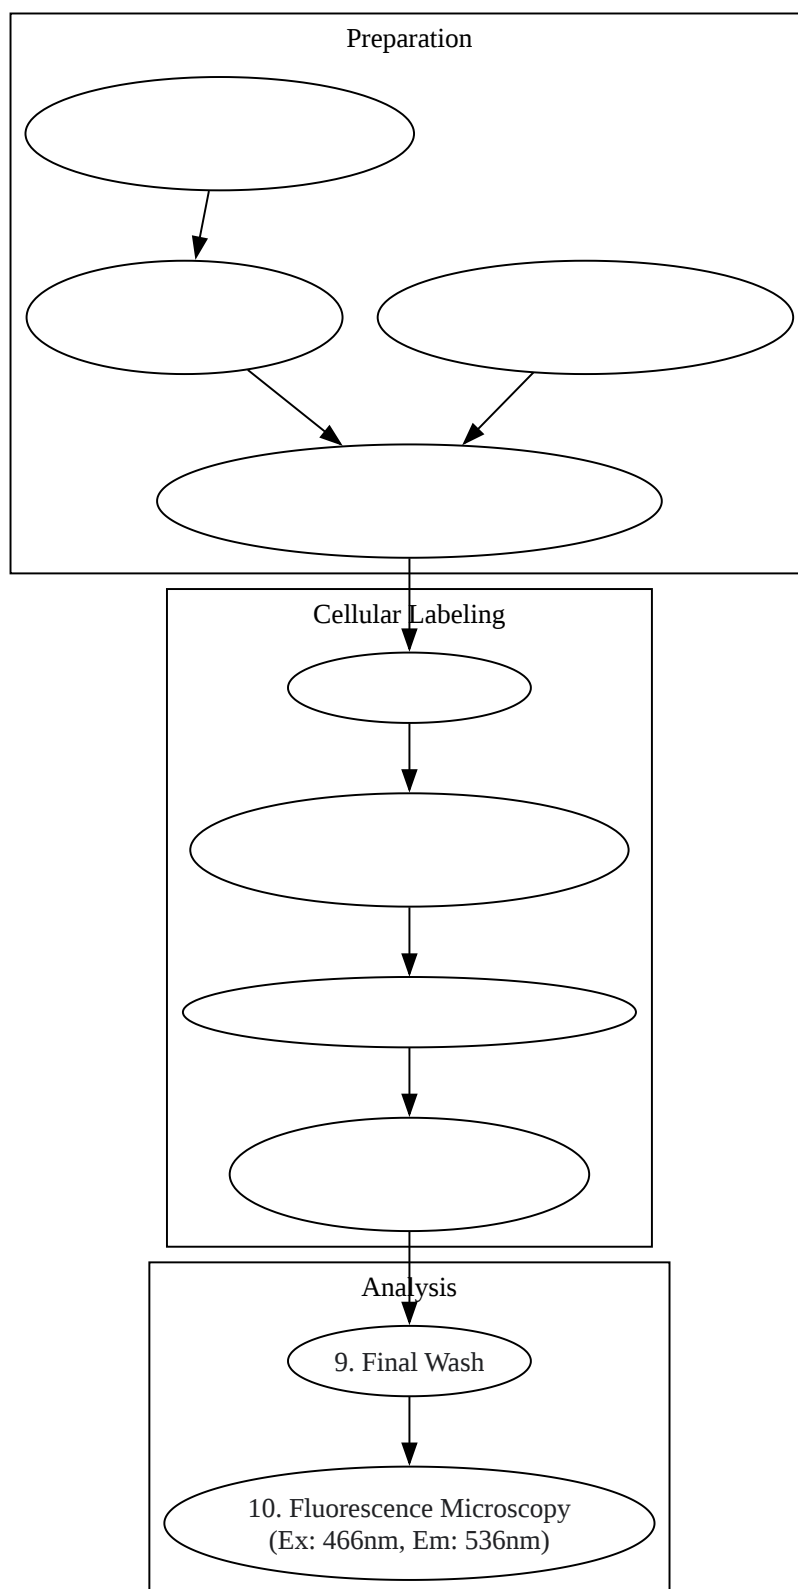 Preparation
Cellular Labeling
Analysis
9. Final Wash
10. Fluorescence Microscopy
(Ex: 466nm, Em: 536nm)